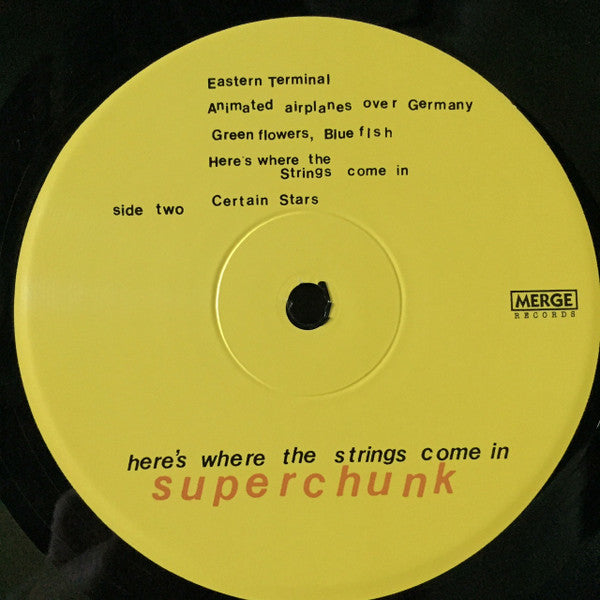 Eastern Terminal
Animated airplanes over Germany
Green flowers, Blue fish
Here's where the
Strings come in
side two
Certain Stars
MERGE
RECORDS
here's where the strings come in
superchunk